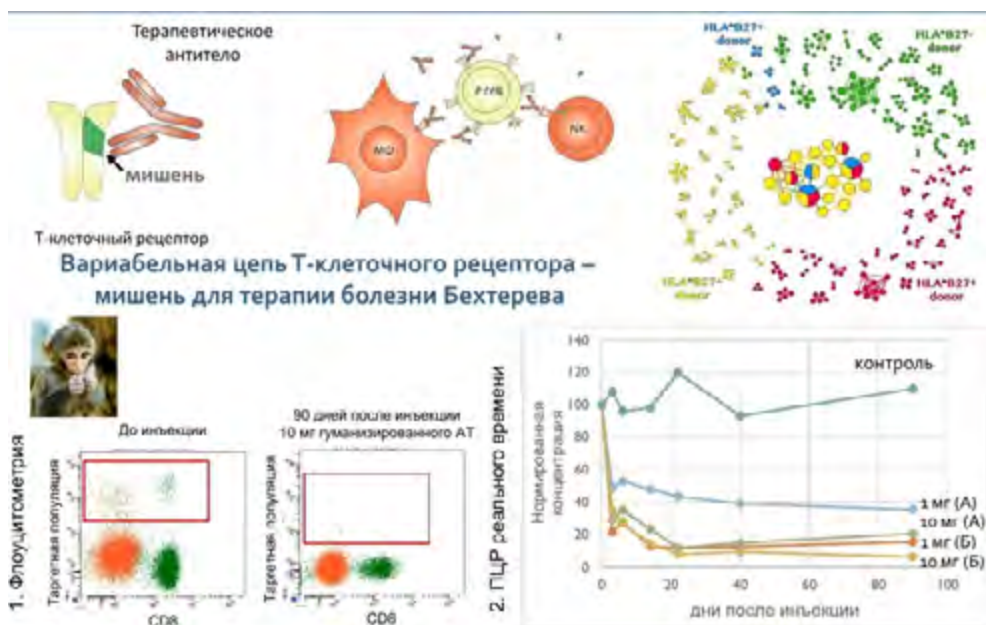 Терапевтическое
антитело
мишень
Т-клеточный рецептор
MQ
NK
HLA*B27+
donor
HLA*B27-
donor
HLA*B27-
donor
HLA*B27+
donor
Вариабельная цепь Т-клеточного рецептора –
мишень для терапии болезни Бехтерева
1. Флоуцитометрия
До инъекции
Таргетная популяция
CD8
90 дней после инъекции
10 мг гуманизированного АТ
Таргетная популяция
CD8
2. ПЦР реального времени
Нормированная
концентрация
140
120
100
80
60
40
20
0
0
20
40
60
80
100
дни после инъекции
контроль
1 мг (А)
10 мг (А)
1 мг (Б)
10 мг (Б)